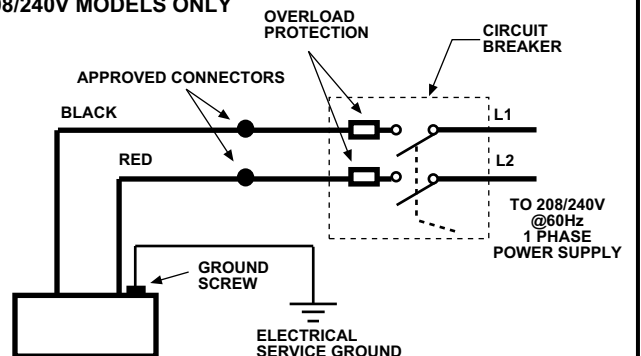 08/240V MODELS ONLY
OVERLOAD
PROTECTION
CIRCUIT
BREAKER
APPROVED CONNECTORS
BLACK
L1
RED
L2
TO 208/240V
@60Hz
1 PHASE
POWER SUPPLY
GROUND
SCREW
ELECTRICAL
SERVICE GROUND